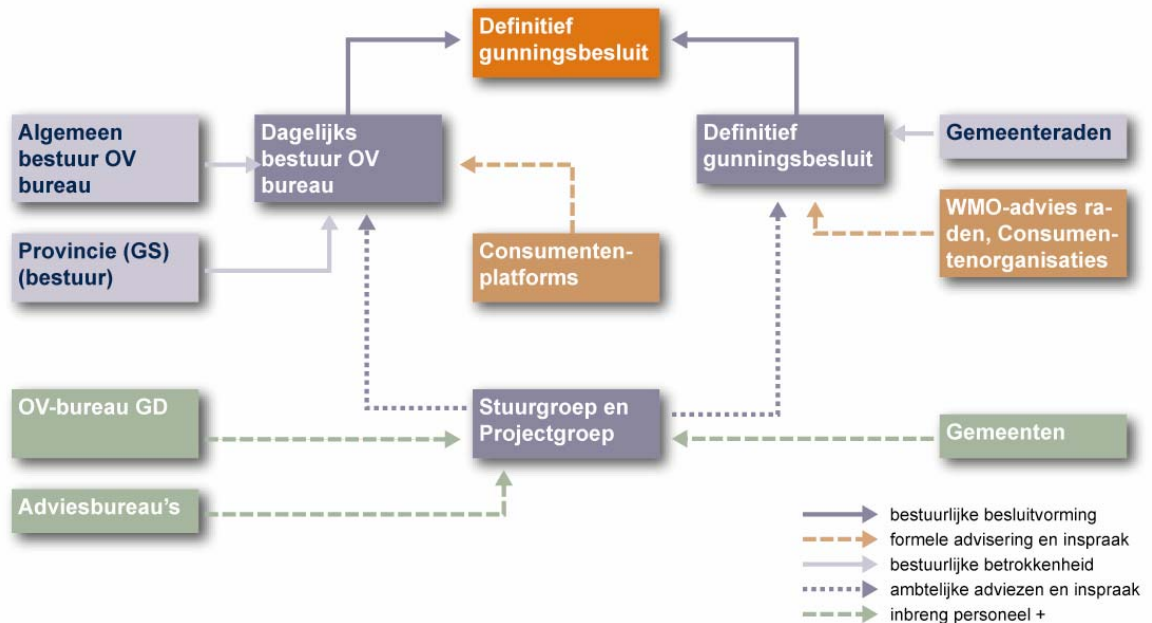 Definitief
gunningsbesluit
Algemeen
bestuur OV
bureau
Dagelijks
bestuur OV
bureau
Definitief
gunningsbesluit
Gemeenteraden
Provincie (GS)
(bestuur)
Consumenten-
platforms
WMO-advies ra-
den, Consumen-
tenorganisaties
OV-bureau GD
Stuurgroep en
Projectgroep
Gemeenten
Adviesbureau's
bestuurlijke besluitvorming
formele advisering en inspraak
bestuurlijke betrokkenheid
ambtelijke adviezen en inspraak
inbreng personeel +